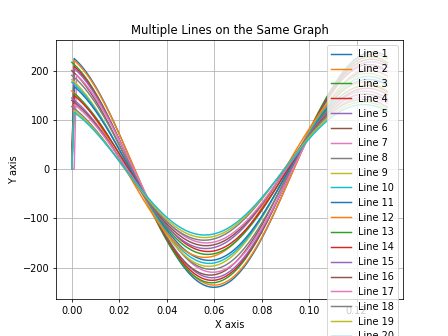 Multiple Lines on the Same Graph
Y axis
200
100
0
−100
−200
0.00
0.02
0.04
0.06
0.08
0.10
X axis
Line 1
Line 2
Line 3
Line 4
Line 5
Line 6
Line 7
Line 8
Line 9
Line 10
Line 11
Line 12
Line 13
Line 14
Line 15
Line 16
Line 17
Line 18
Line 19
Line 20